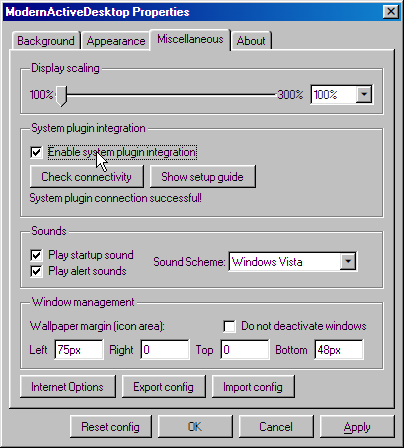 ModernActiveDesktop Properties
Background Appearance Miscellaneous About
Display scaling
100% 300% 100%
System plugin integration
Enable system plugin integration
Check connectivity Show setup guide
System plugin connection successful!
Sounds
Play startup sound
Play alert sounds
Sound Scheme: Windows Vista
Window management
Wallpaper margin (icon area): Do not deactivate windows
Left 75px Right 0 Top 0 Bottom 48px
Internet Options Export config Import config
Reset config OK Cancel Apply